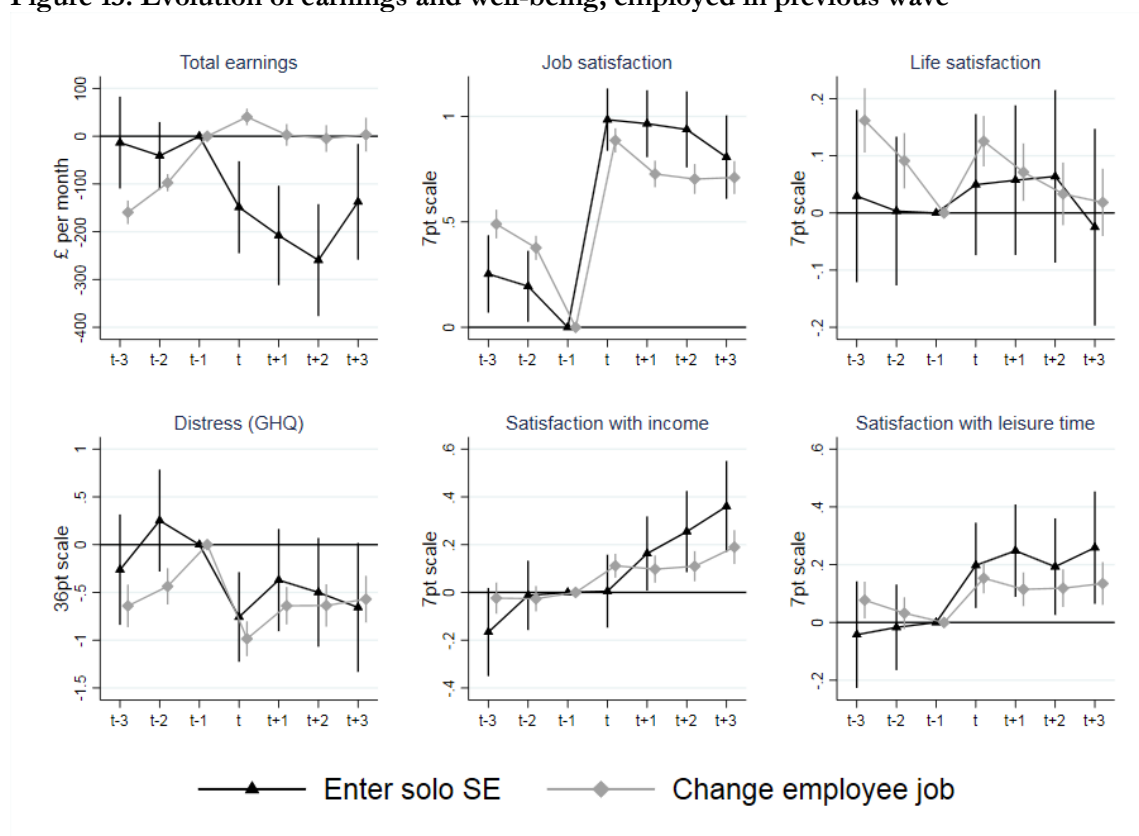 Figure 13: Evolution of earnings and well-being, employed in previous wave
Total earnings
Job satisfaction
Life satisfaction
£ per month
100
0
-100
-200
-300
-400
t-3 t-2 t-1 t t+1 t+2 t+3
7pt scale
1
.5
0
t-3 t-2 t-1 t t+1 t+2 t+3
7pt scale
.2
.1
0
-.1
-.2
t-3 t-2 t-1 t t+1 t+2 t+3
Distress (GHQ)
Satisfaction with income
Satisfaction with leisure time
36pt scale
1
.5
0
-.5
-1
-1.5
t-3 t-2 t-1 t t+1 t+2 t+3
7pt scale
.6
.4
.2
0
-.2
-.4
t-3 t-2 t-1 t t+1 t+2 t+3
7pt scale
.6
.4
.2
0
-.2
t-3 t-2 t-1 t t+1 t+2 t+3
Enter solo SE
Change employee job